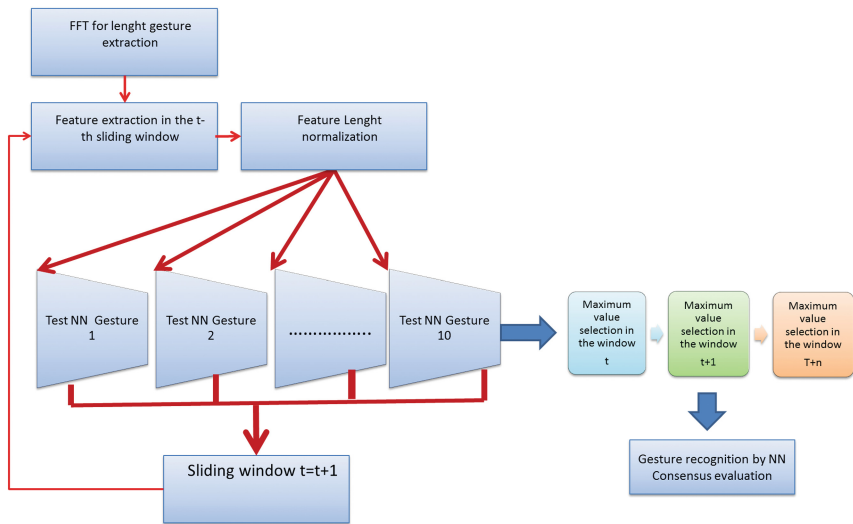 FFT for lenght gesture
extraction
Feature extraction in the t-
th sliding window
Feature Lenght
normalization
Test NN Gesture
1
Test NN Gesture
2
..................
Test NN Gesture
10
Maximum
value
selection in
the window
t
Maximum
value
selection in
the window
t+1
Maximum
value
selection in
the window
T+n
Sliding window t=t+1
Gesture recognition by NN
Consensus evaluation